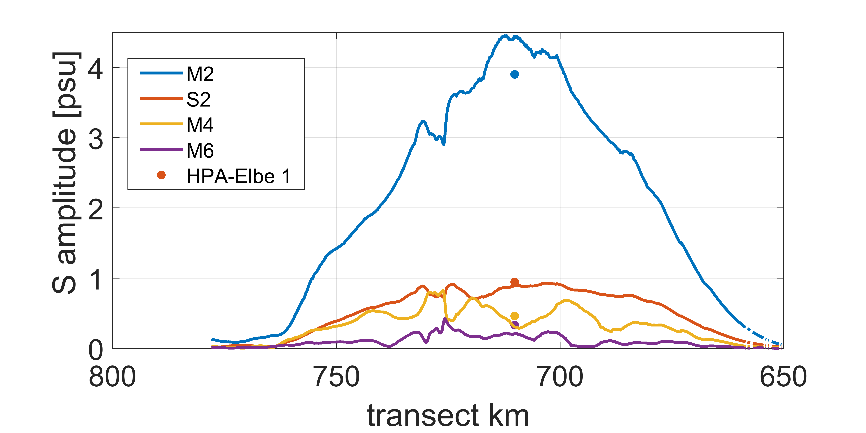 4
3
2
1
0
S amplitude [psu]
M2
S2
M4
M6
HPA-Elbe 1
800 750 700 650
transect km